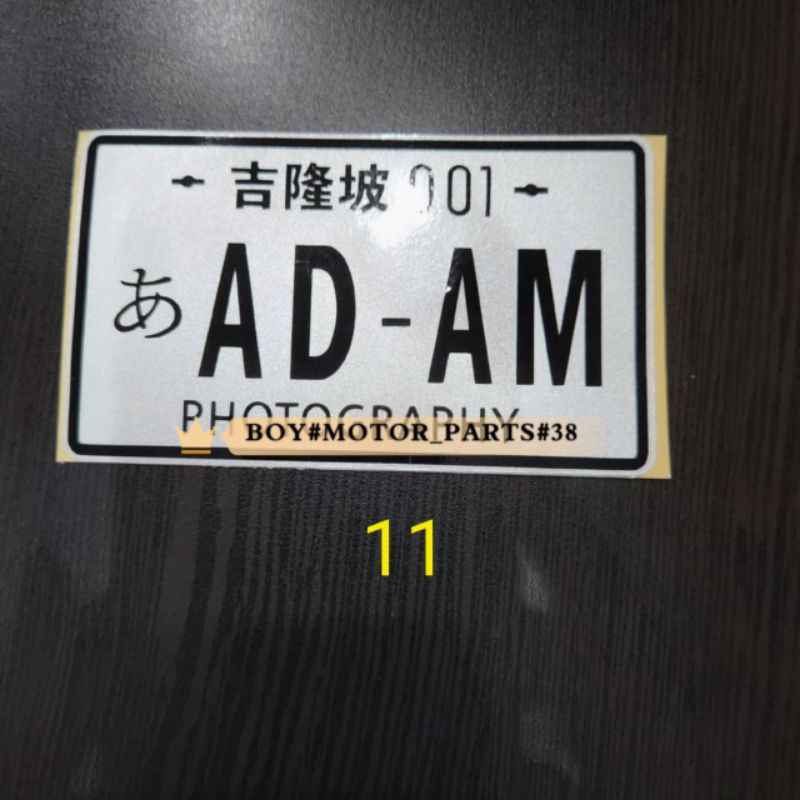 吉隆坡 001
あ AD-AM
PHOTOGRAPHY
BOY#MOTOR_PARTS#38
11